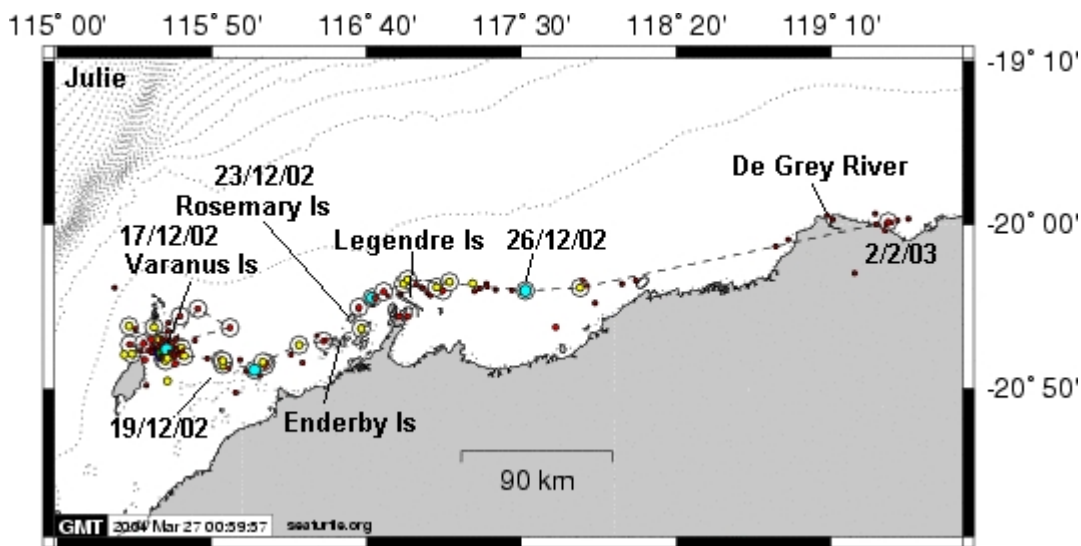 115° 00' 115° 50' 116° 40' 117° 30' 118° 20' 119° 10'
-19° 10'
Julie
De Grey River
23/12/02
Rosemary Is
17/12/02
Varanus Is
Legendre Is
26/12/02
-20° 00'
2/2/03
-20° 50'
19/12/02
Enderby Is
90 km
GMT 2004 Mar 27 00:59:57 seaturtle.org